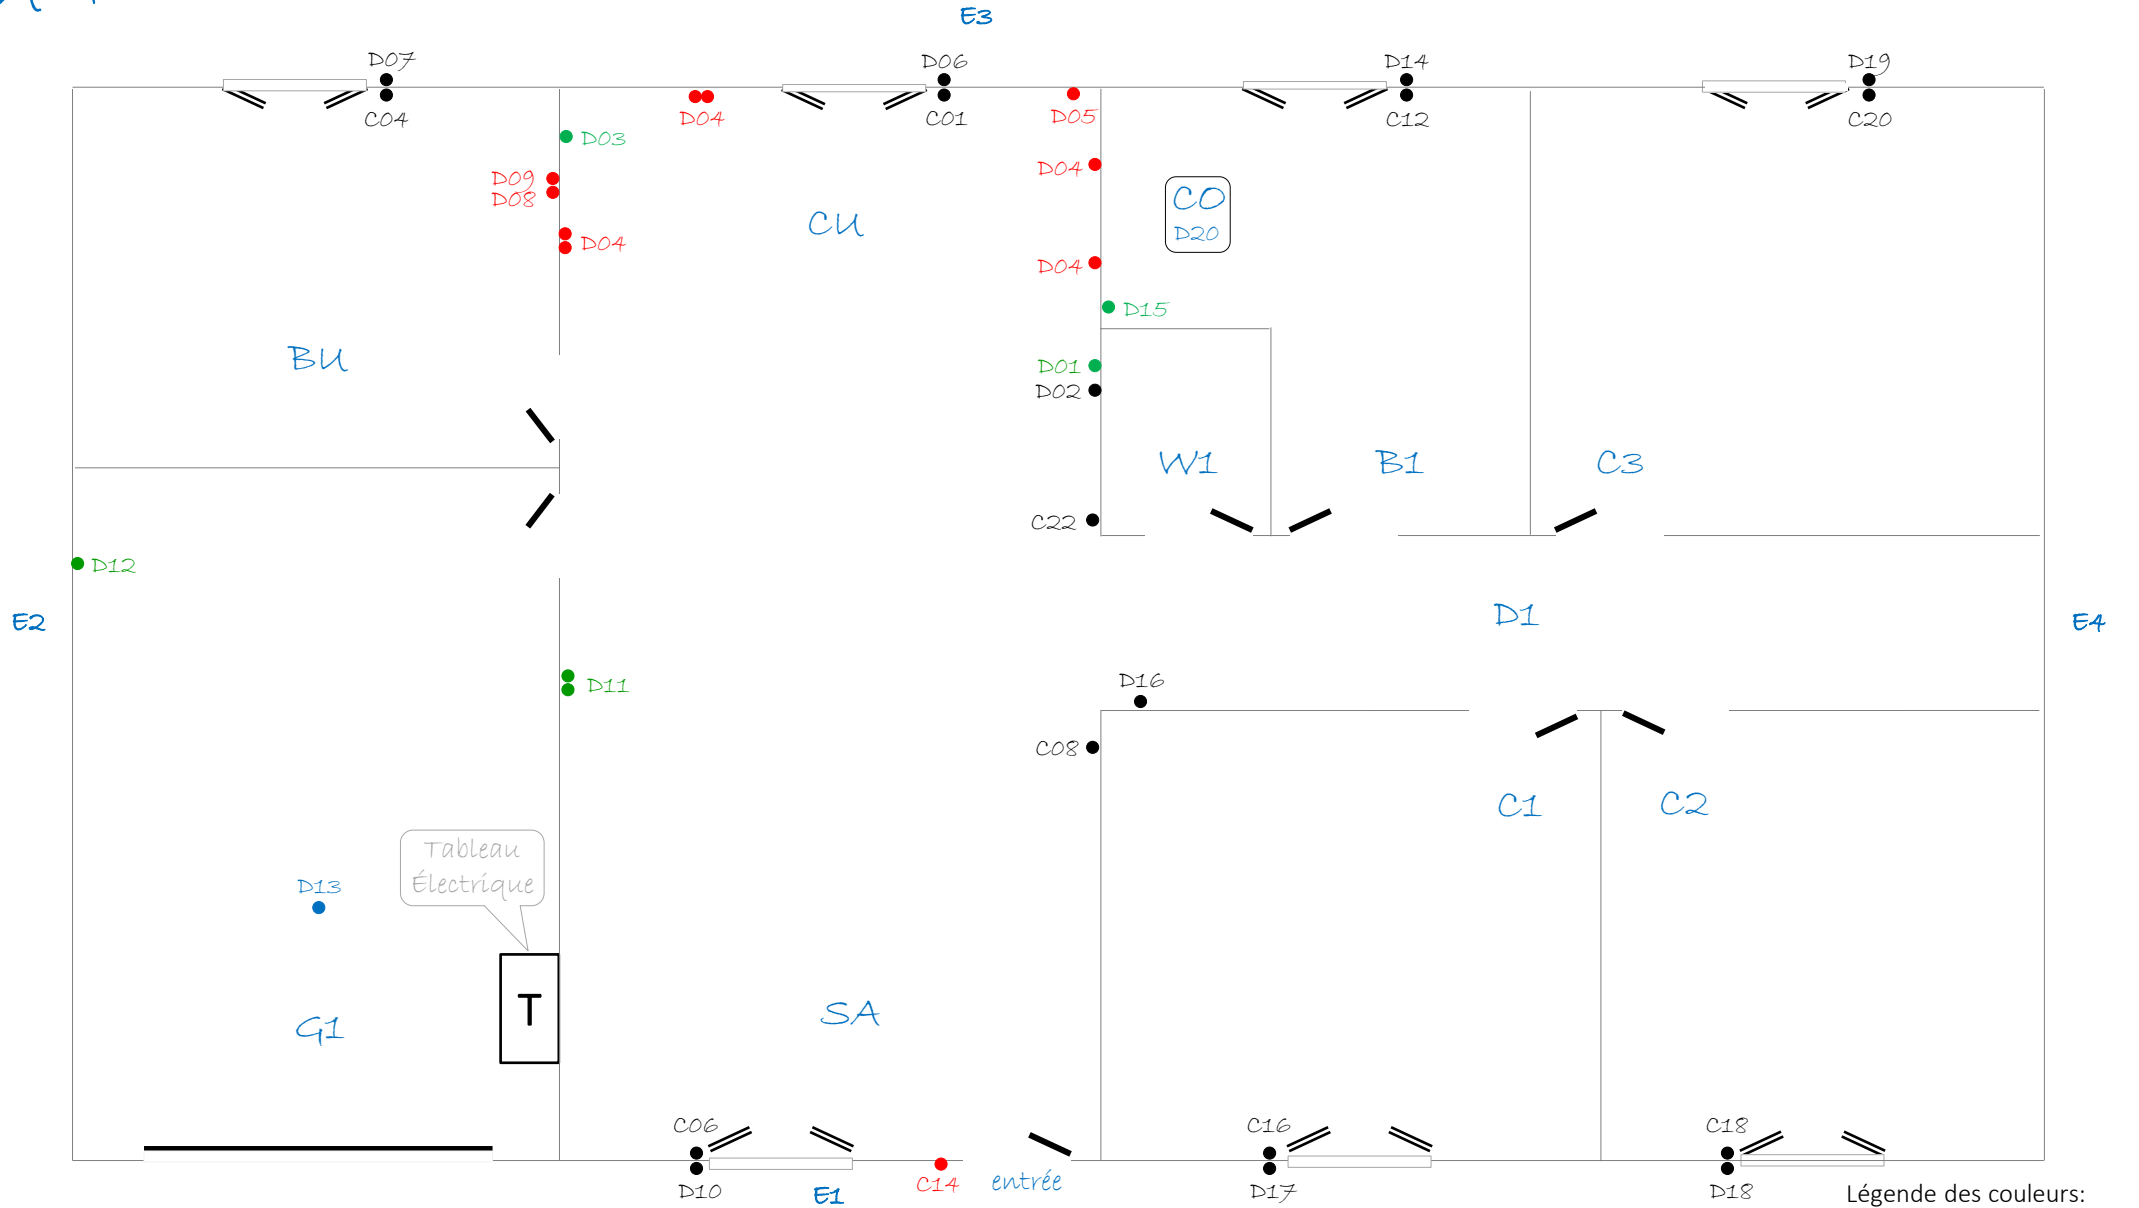 E3
D07
D06
D14
D19
C04
D04
C01
D05
C12
C20
D03
D04
D09
D08
CO
D20
CU
D04
D04
D15
BU
D01
D02
W1
B1
C3
C22
D12
E2
D1
E4
D11
D16
C08
C1
C2
Tableau
Électrique
D13
T
SA
G1
C06
C16
C18
entrée
C14
D10
E1
D17
D18
Légende des couleurs: